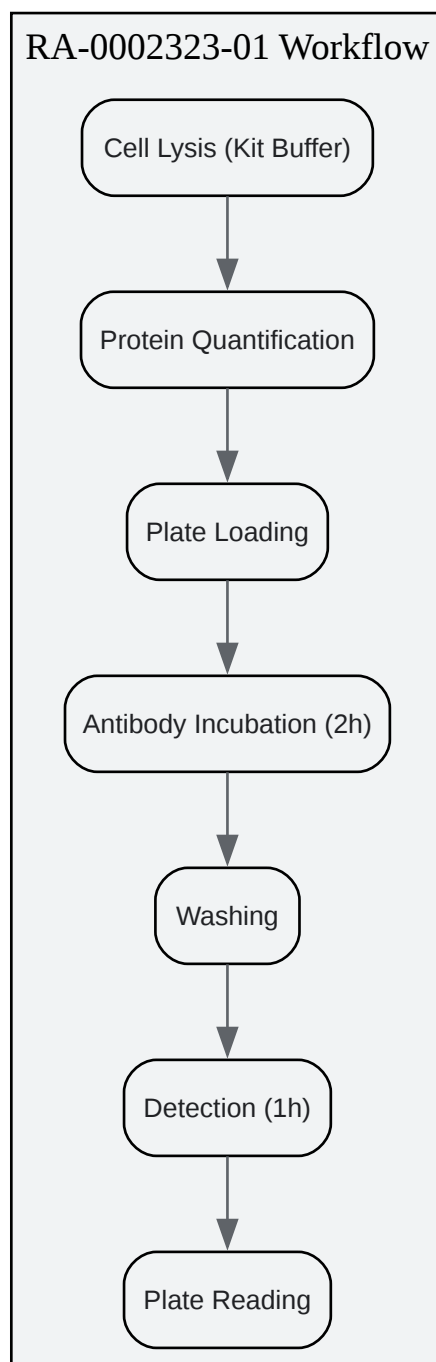 RA-0002323-01 Workflow
Cell Lysis (Kit Buffer)
Protein Quantification
Plate Loading
Antibody Incubation (2h)
Washing
Detection (1h)
Plate Reading